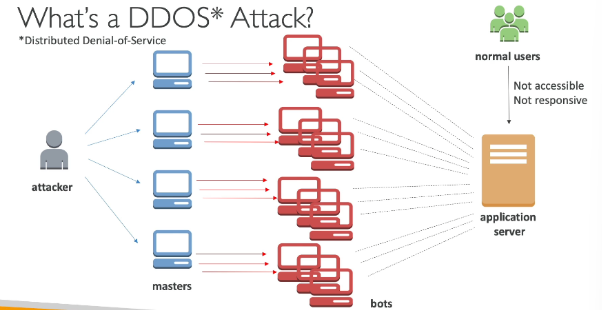 What's a DDOS* Attack?
*Distributed Denial-of-Service
normal users
Not accessible
Not responsive
attacker
application
server
masters
bots